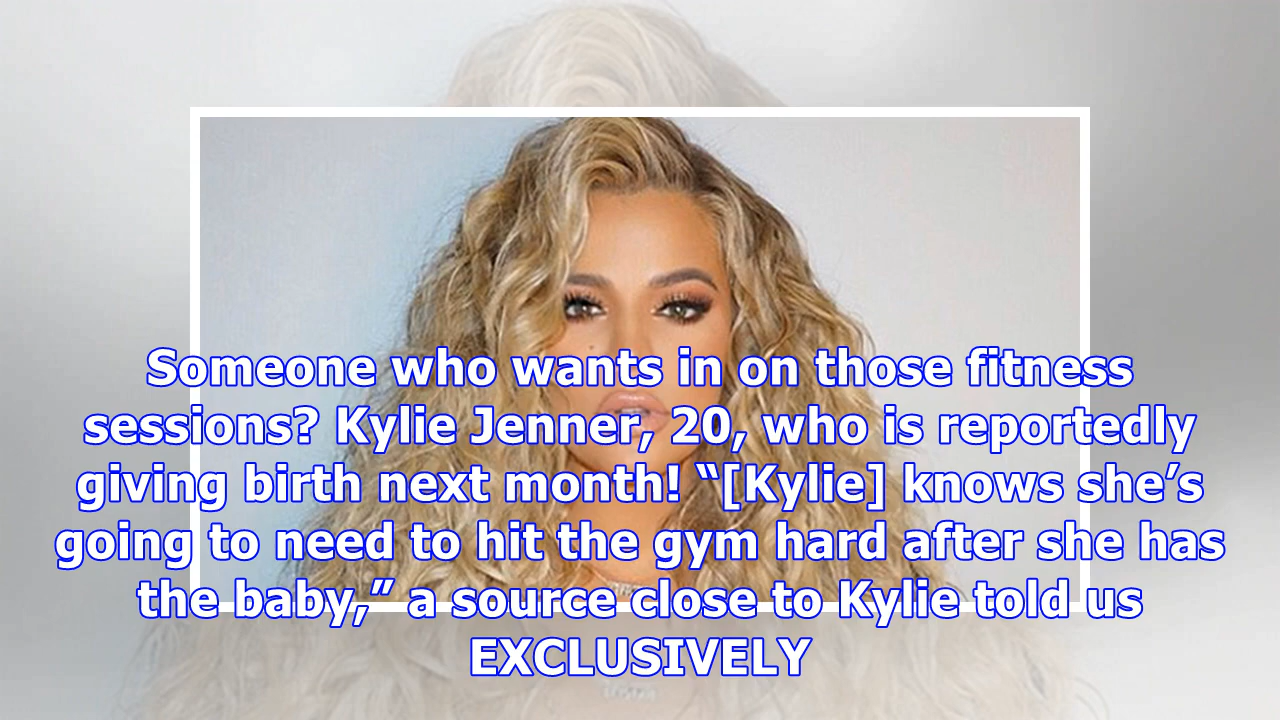 Someone who wants in on those fitness
sessions? Kylie Jenner, 20, who is reportedly
giving birth next month! “[Kylie] knows she’s
going to need to hit the gym hard after she has
the baby,” a source close to Kylie told us
EXCLUSIVELY